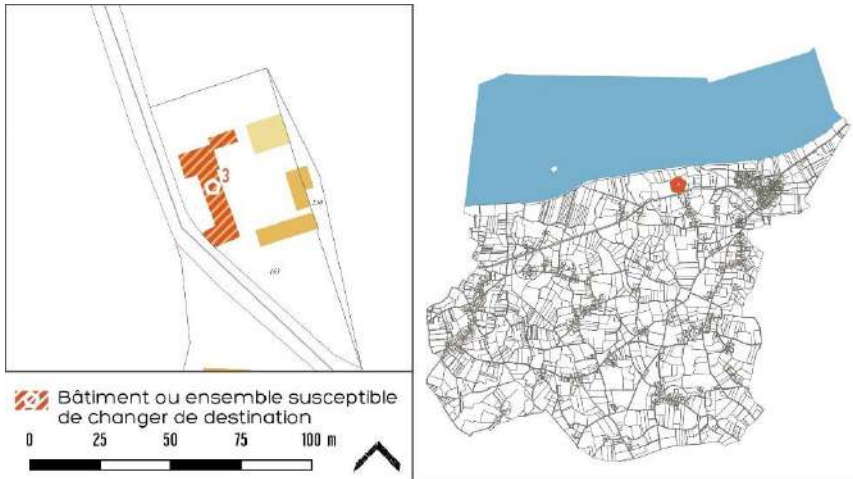 3
Bâtiment ou ensemble susceptible
de changer de destination
0 25 50 75 100 m